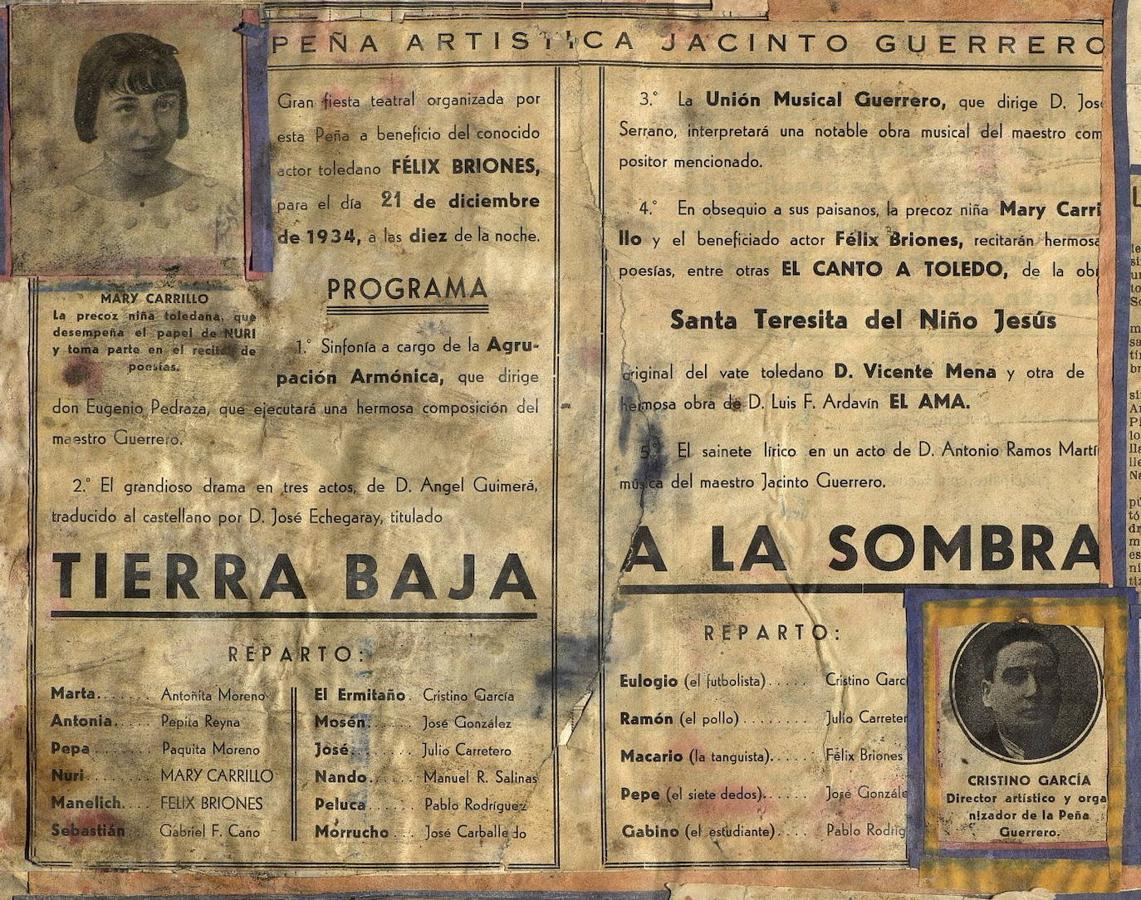 PEÑA ARTISTICA JACINTO GUERRERO
Gran fiesta teatral organizada por
esta Peña a beneficio del conocido
actor toledano FÉLIX BRIONES,
para el día 21 de diciembre
de 1934, a las diez de la noche.
MARY CARRILLO
La precoz niña toledana, que
desempeña el papel de NURI
y toma parte en el recital de
poesías.
PROGRAMA
1.° Sinfonía a cargo de la Agru-
pación Armónica, que dirige
don Eugenio Pedraza, que ejecutará una hermosa composición del
maestro Guerrero.
2.° El grandioso drama en tres actos, de D. Angel Guimerá,
traducido al castellano por D. José Echegaray, titulado
TIERRA BAJA
REPARTO:
Marta...... Antoñita Moreno
Antonia..... Pepita Reyna
Pepa ....... Paquita Moreno
Nuri ....... MARY CARRILLO
Manelich.... FELIX BRIONES
Sebastián Gabriel F. Cano
El Ermitaño. Cristino García
Mosén...... José González
José........ Julio Carretero
Nando...... Manuel R. Salinas
Peluca...... Pablo Rodríguez
Morrucho... José Carballedo
3.° La Unión Musical Guerrero, que dirige D. José
Serrano, interpretará una notable obra musical del maestro com
positor mencionado.
4.° En obsequio a sus paisanos, la precoz niña Mary Carri
llo y el beneficiado actor Félix Briones, recitarán hermosa
poesías, entre otras EL CANTO A TOLEDO, de la ob
Santa Teresita del Niño Jesús
original del vate toledano D. Vicente Mena y otra de
hermosa obra de D. Luis F. Ardavín EL AMA.
5.° El sainete lírico en un acto de D. Antonio Ramos Martí
música del maestro Jacinto Guerrero.
A LA SOMBRA
REPARTO:
Eulogio (el futbolista)...... Cristino Garc
Ramón (el pollo) ........ Julio Carreter
Macario (la tanguista).... Félix Briones
Pepe (el siete dedos)..... José Gonzále
Gabino (el estudiante).... Pablo Rodríg
CRISTINO GARCÍA
Director artístico y orga
nizador de la Peña
Guerrero.